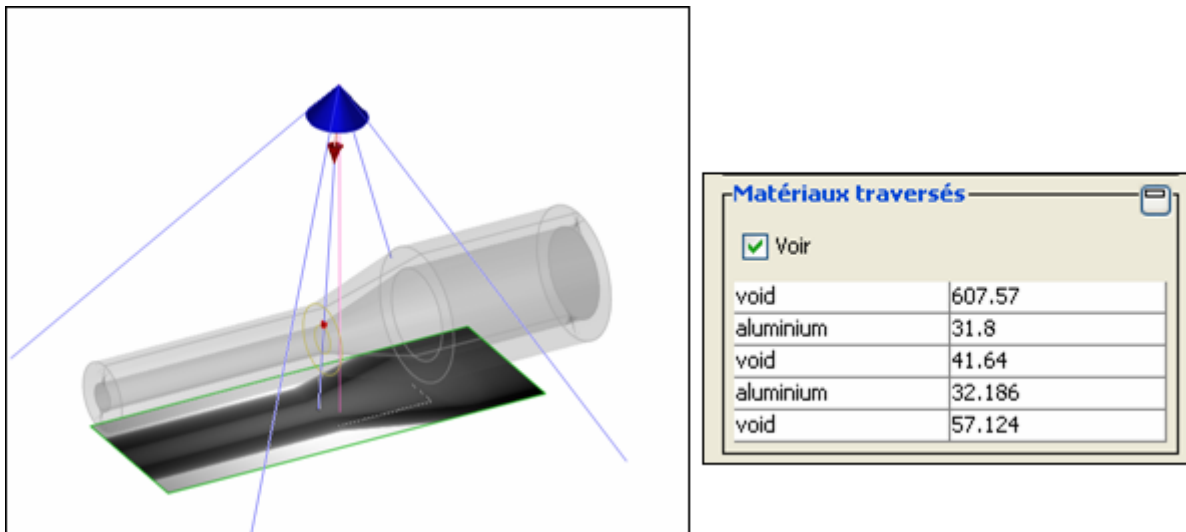 Matériaux traversés
Voir
void 607.57
aluminium 31.8
void 41.64
aluminium 32.186
void 57.124